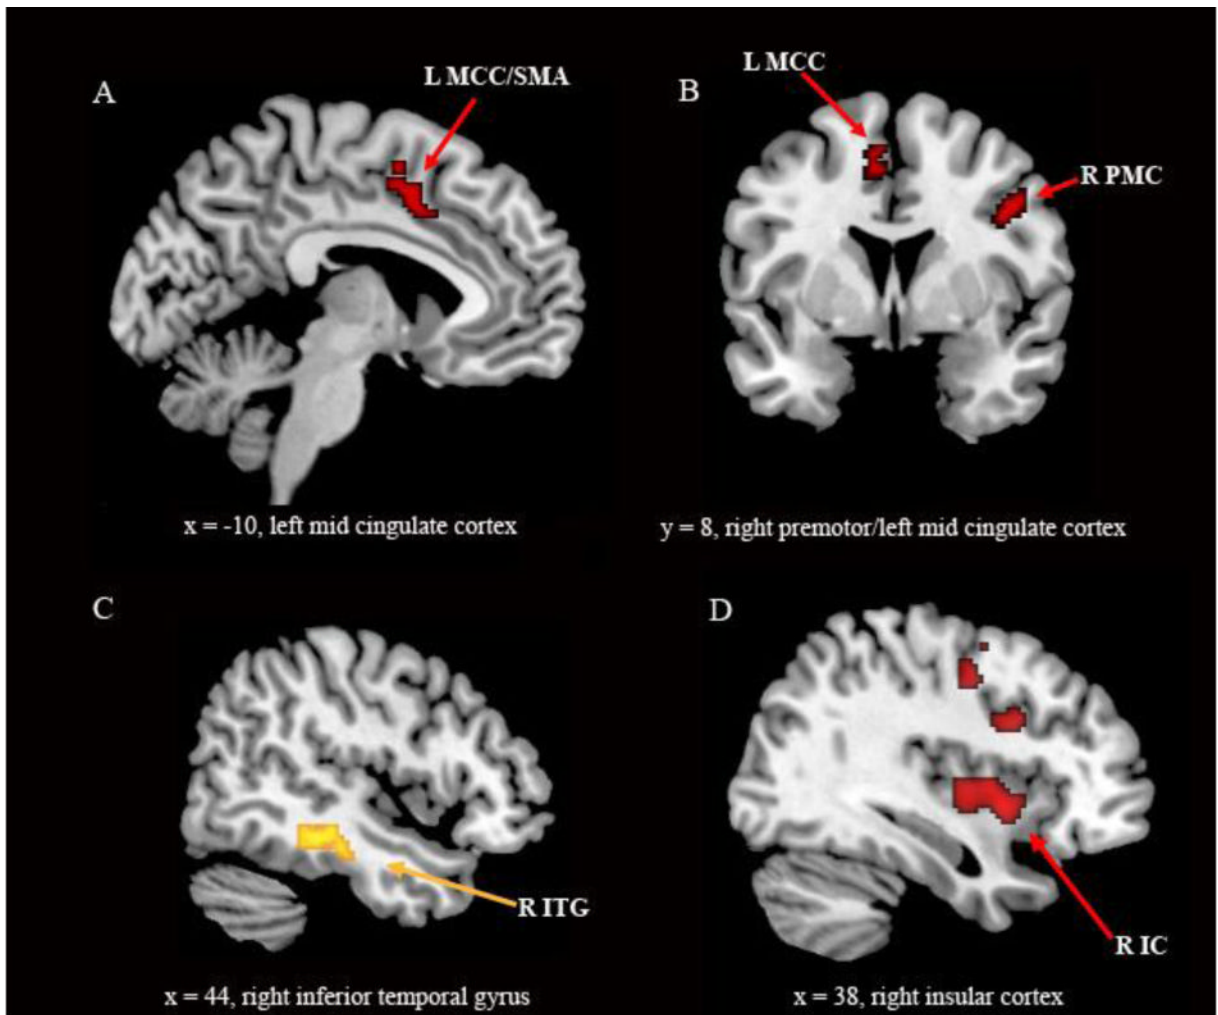 A
L MCC/SMA
x = -10, left mid cingulate cortex
B
L MCC
R PMC
y = 8, right premotor/left mid cingulate cortex
C
R ITG
x = 44, right inferior temporal gyrus
D
R IC
x = 38, right insular cortex